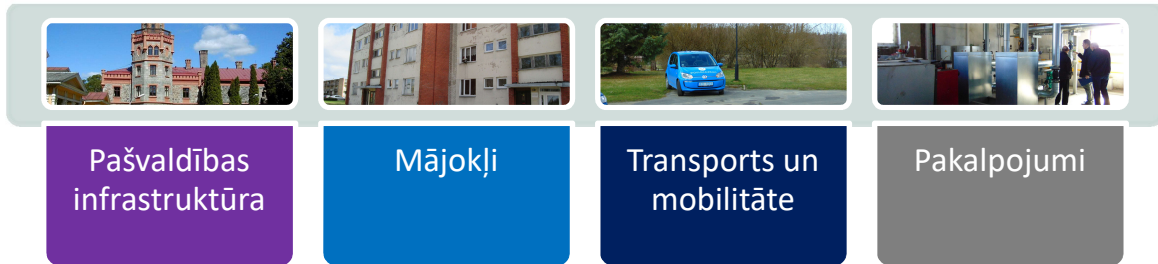 Pašvaldības
infrastruktūra
Mājokļi
Transports un
mobilitāte
Pakalpojumi